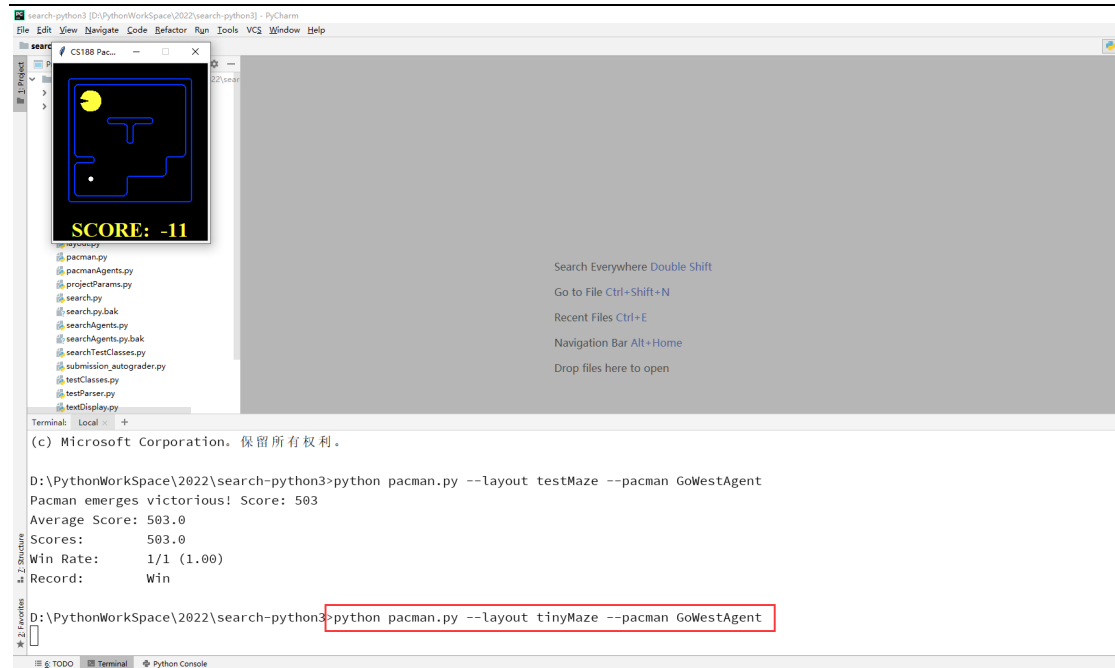 search-python3 [D:\PythonWorkSpace\2022\search-python3] - PyCharm
File Edit View Navigate Code Refactor Run Tools VCS Window Help
searc
CS188 Pac...
1: Project
P
22\sear
SCORE: -11
layout.py
pacman.py
pacmanAgents.py
projectParams.py
search.py
search.py.bak
searchAgents.py
searchAgents.py.bak
searchTestClasses.py
submission_autograder.py
testClasses.py
testParser.py
textDisplay.py
Search Everywhere Double Shift
Go to File Ctrl+Shift+N
Recent Files Ctrl+E
Navigation Bar Alt+Home
Drop files here to open
Terminal: Local × +
(c) Microsoft Corporation。保留所有权利。
D:\PythonWorkSpace\2022\search-python3>python pacman.py --layout testMaze --pacman GoWestAgent
Pacman emerges victorious! Score: 503
Average Score: 503.0
Scores: 503.0
Win Rate: 1/1 (1.00)
Record: Win
D:\PythonWorkSpace\2022\search-python3>python pacman.py --layout tinyMaze --pacman GoWestAgent
Z: Structure
2: Favorites
6: TODO Terminal Python Console